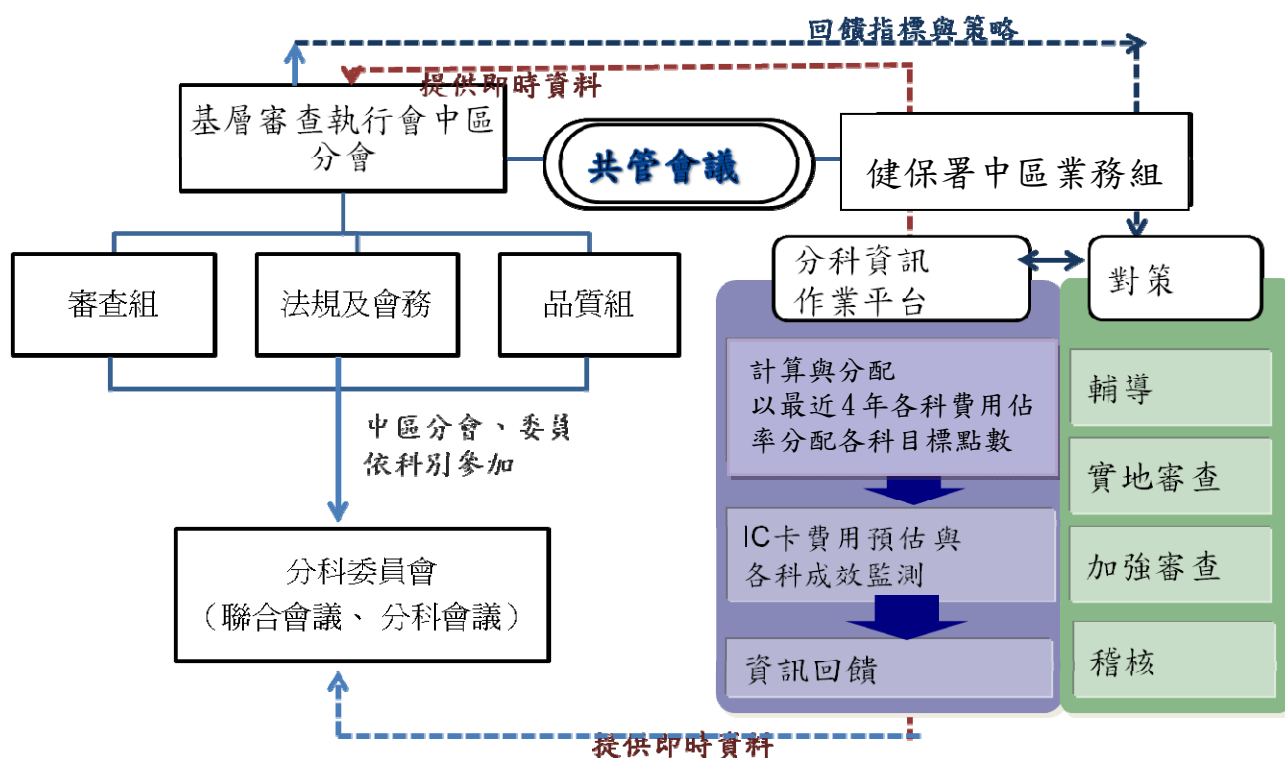 回饋指標與策略
提供即時資料
基層審查執行會中區
分會
共管會議
健保署中區業務組
審查組
法規及會務
品質組
分科資訊
作業平台
對策
計算與分配
以最近4年各科費用佔
率分配各科目標點數
輔導
中區分會、委員
依科別參加
實地審查
IC卡費用預估與
各科成效監測
加強審查
分科委員會
（聯合會議、分科會議）
資訊回饋
稽核
提供即時資料